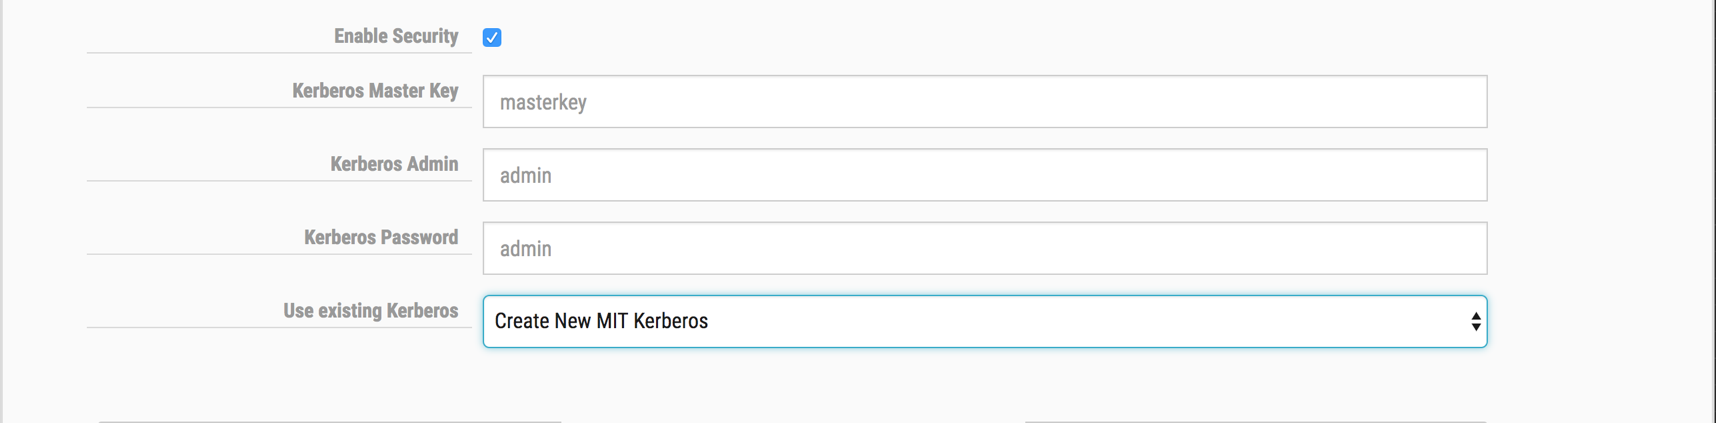 Enable Security
Kerberos Master Key
masterkey
Kerberos Admin
admin
Kerberos Password
admin
Use existing Kerberos
Create New MIT Kerberos